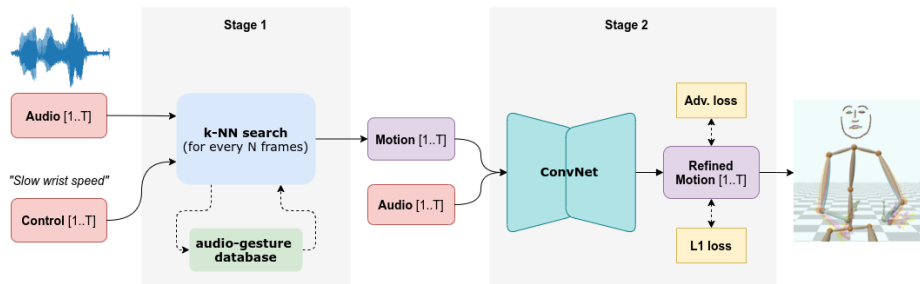 Stage 1
Stage 2
Audio [1..T]
"Slow wrist speed"
Control [1..T]
k-NN search
(for every N frames)
audio-gesture
database
Motion [1..T]
Audio [1..T]
ConvNet
Adv. loss
Refined
Motion [1..T]
L1 loss